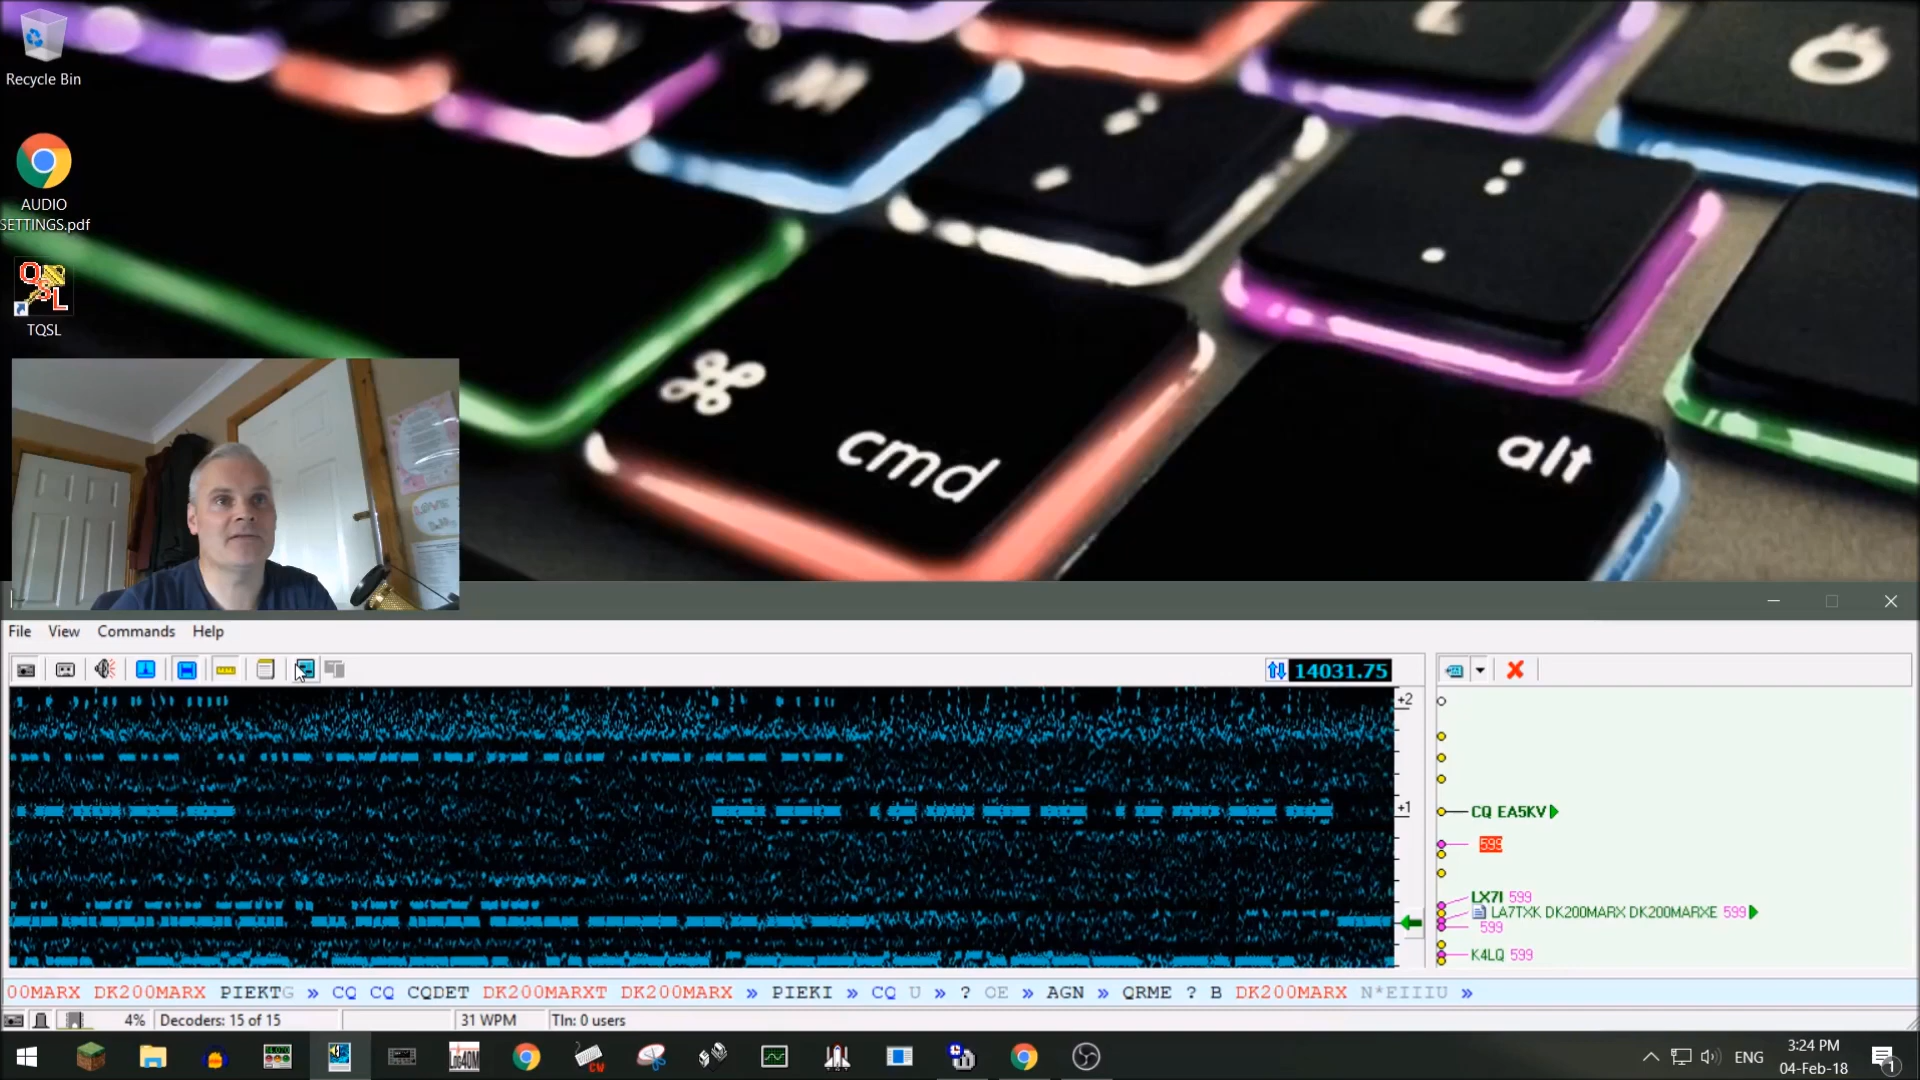 Recycle Bin
AUDIO
SETTINGS.pdf
TQSL
cmd
alt
File View Commands Help
14031.75
+2
+1
CQ EA5KV
599
LX7I 599
LA7TXK DK200MARX DK200MARXE 599
599
K4LQ 599
00MARX DK200MARX PIEKTG » CQ CQ CQDET DK200MARXT DK200MARX » PIEKI » CQ U » ? OE » AGN » QRME ? B DK200MARX N*EIIIU »
4% Decoders: 15 of 15 31 WPM Tln: 0 users
CW
ENG
3:24 PM
04-Feb-18
1